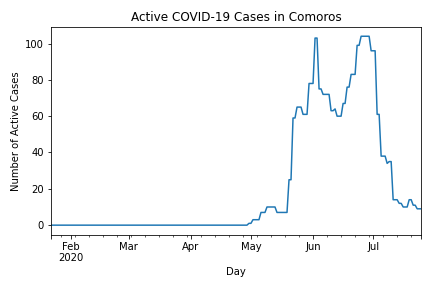 Active COVID-19 Cases in Comoros
Number of Active Cases
100
80
60
40
20
0
Feb
2020
Mar
Apr
May
Jun
Jul
Day